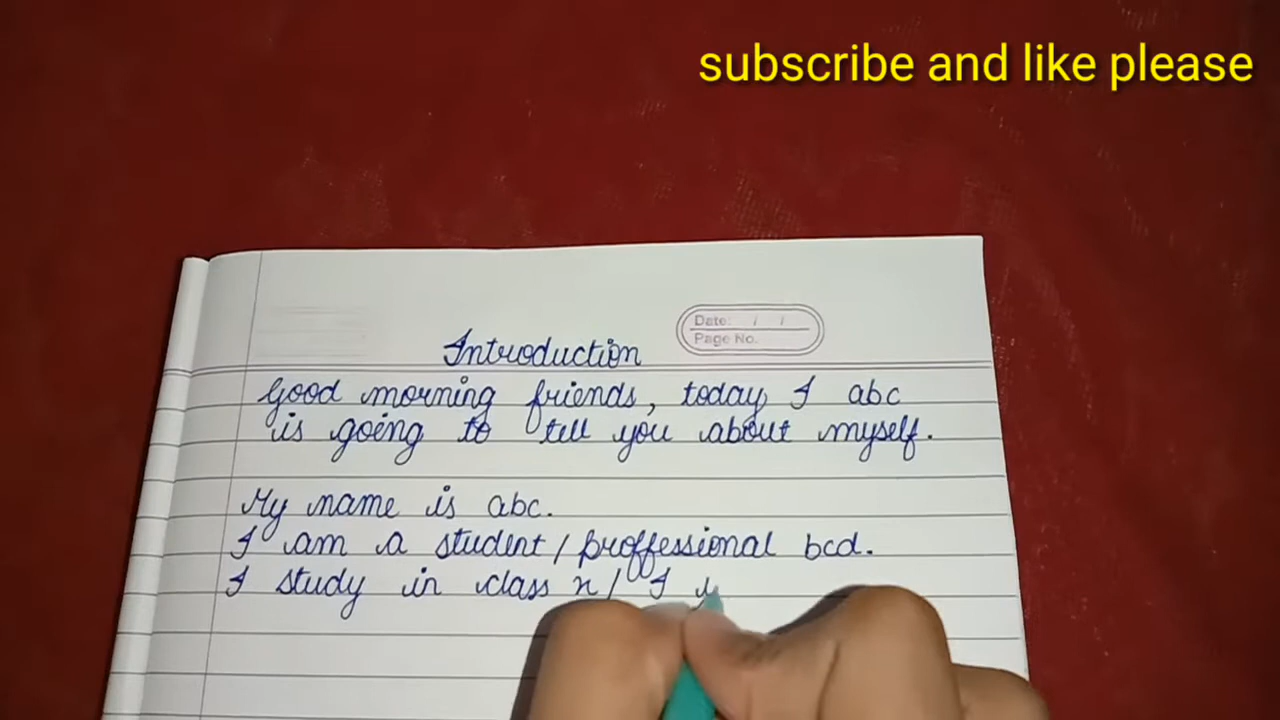 subscribe and like please
Date: / /
Page No.
Introduction
Good morning friends, today I abc
is going to tell you about myself.
My name is abc.
I am a student / proffessional bcd.
I study in class x / I